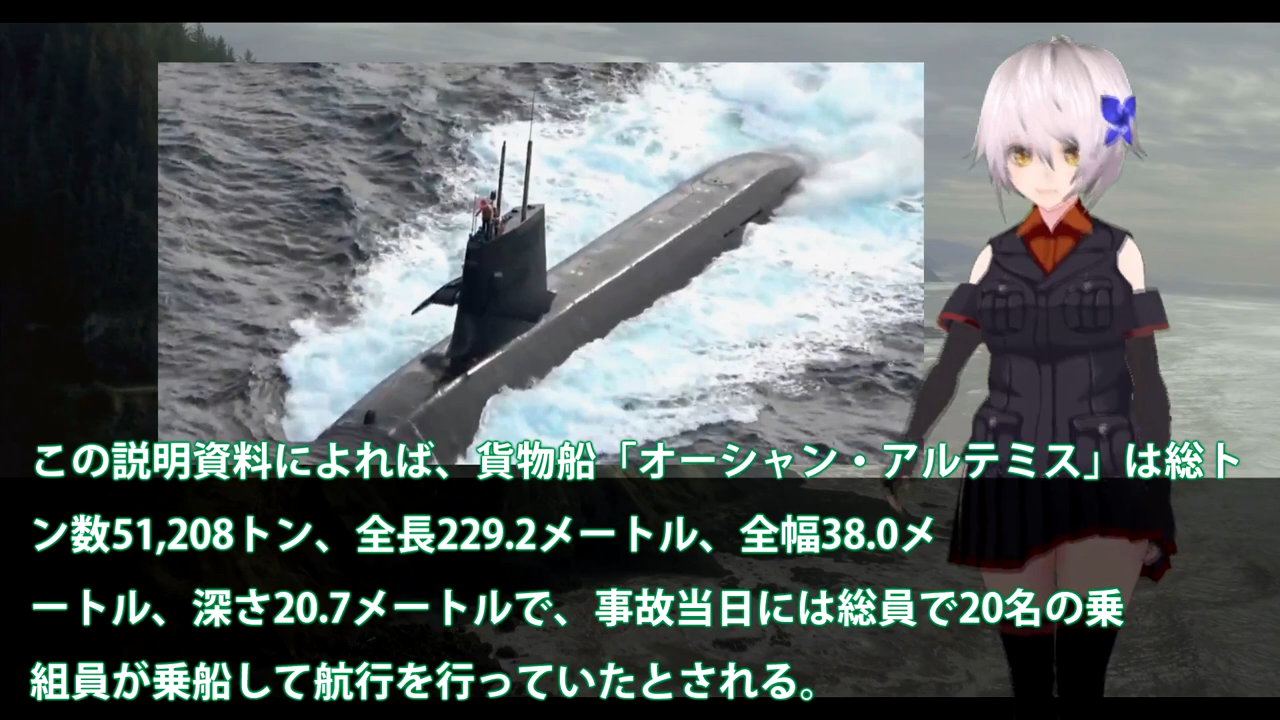 この説明資料によれば、貨物船「オーシャン・アルテミス」は総ト
ン数51,208トン、全長229.2メートル、全幅38.0メ
ートル、深さ20.7メートルで、事故当日には総員で20名の乗
組員が乗船して航行を行っていたとされる。